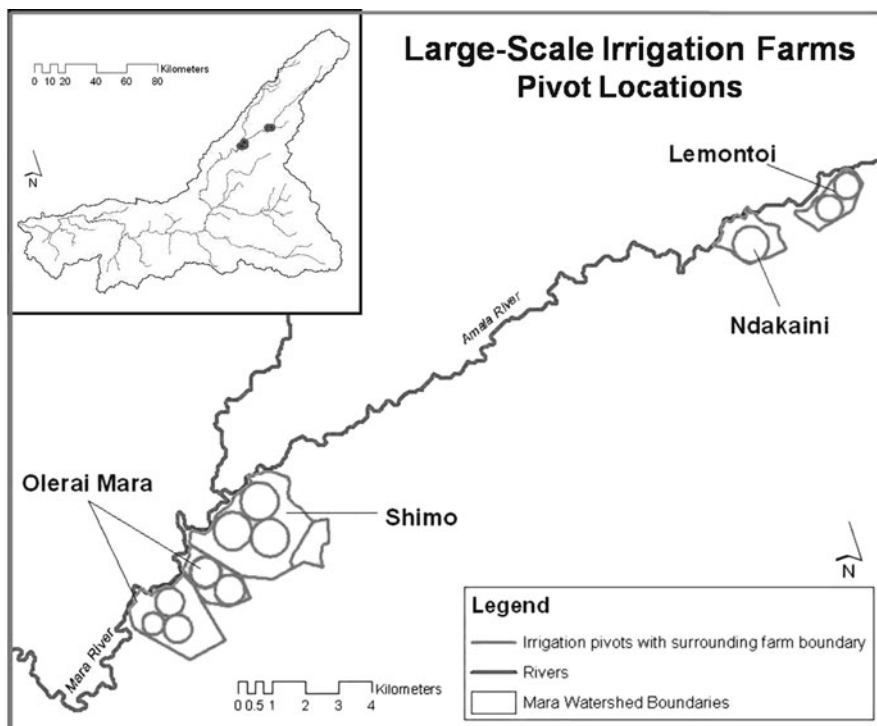 Large-Scale Irrigation Farms
Pivot Locations
Kilometers
0 10 20 40 60 80
N
Lemontoi
Ndakaini
Amala River
Olerai Mara
Shimo
Mara River
N
Kilometers
0 0.5 1 2 3 4
Legend
Irrigation pivots with surrounding farm boundary
Rivers
Mara Watershed Boundaries